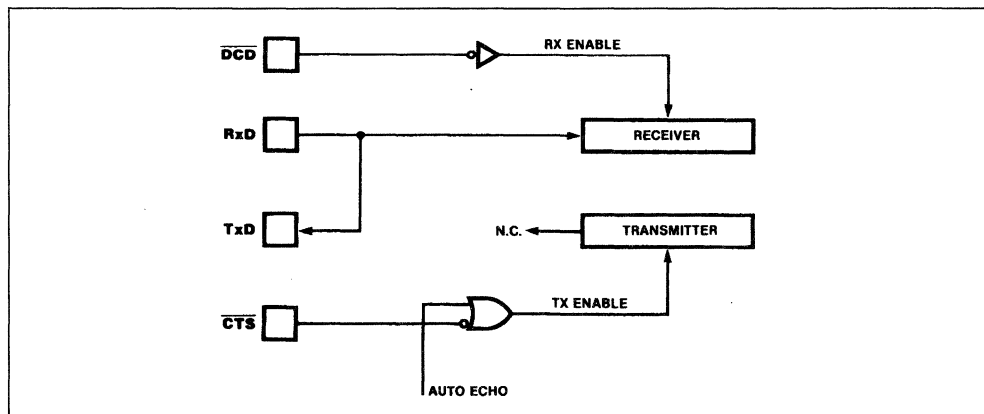 DCD
RX ENABLE
RxD
RECEIVER
TxD
N.C.
TRANSMITTER
CTS
TX ENABLE
AUTO ECHO